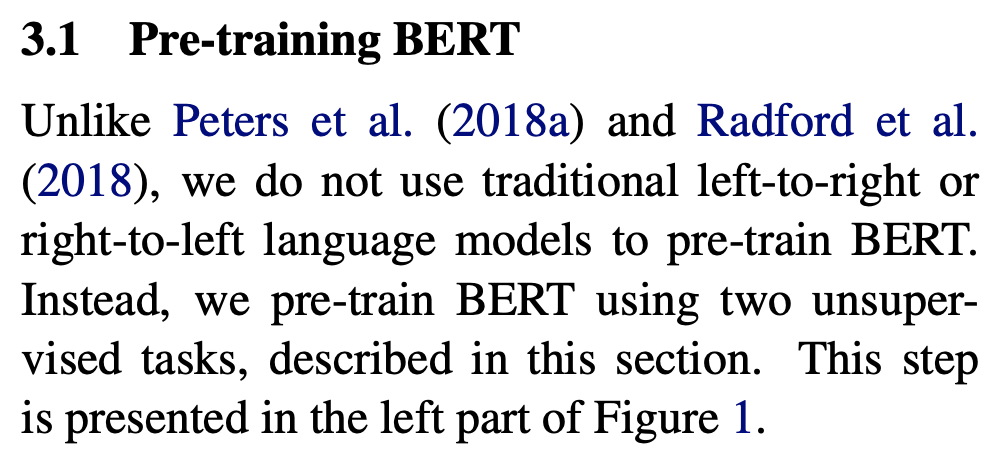 3.1 Pre-training BERT
Unlike Peters et al. (2018a) and Radford et al.
(2018), we do not use traditional left-to-right or
right-to-left language models to pre-train BERT.
Instead, we pre-train BERT using two unsuper-
vised tasks, described in this section. This step
is presented in the left part of Figure 1.